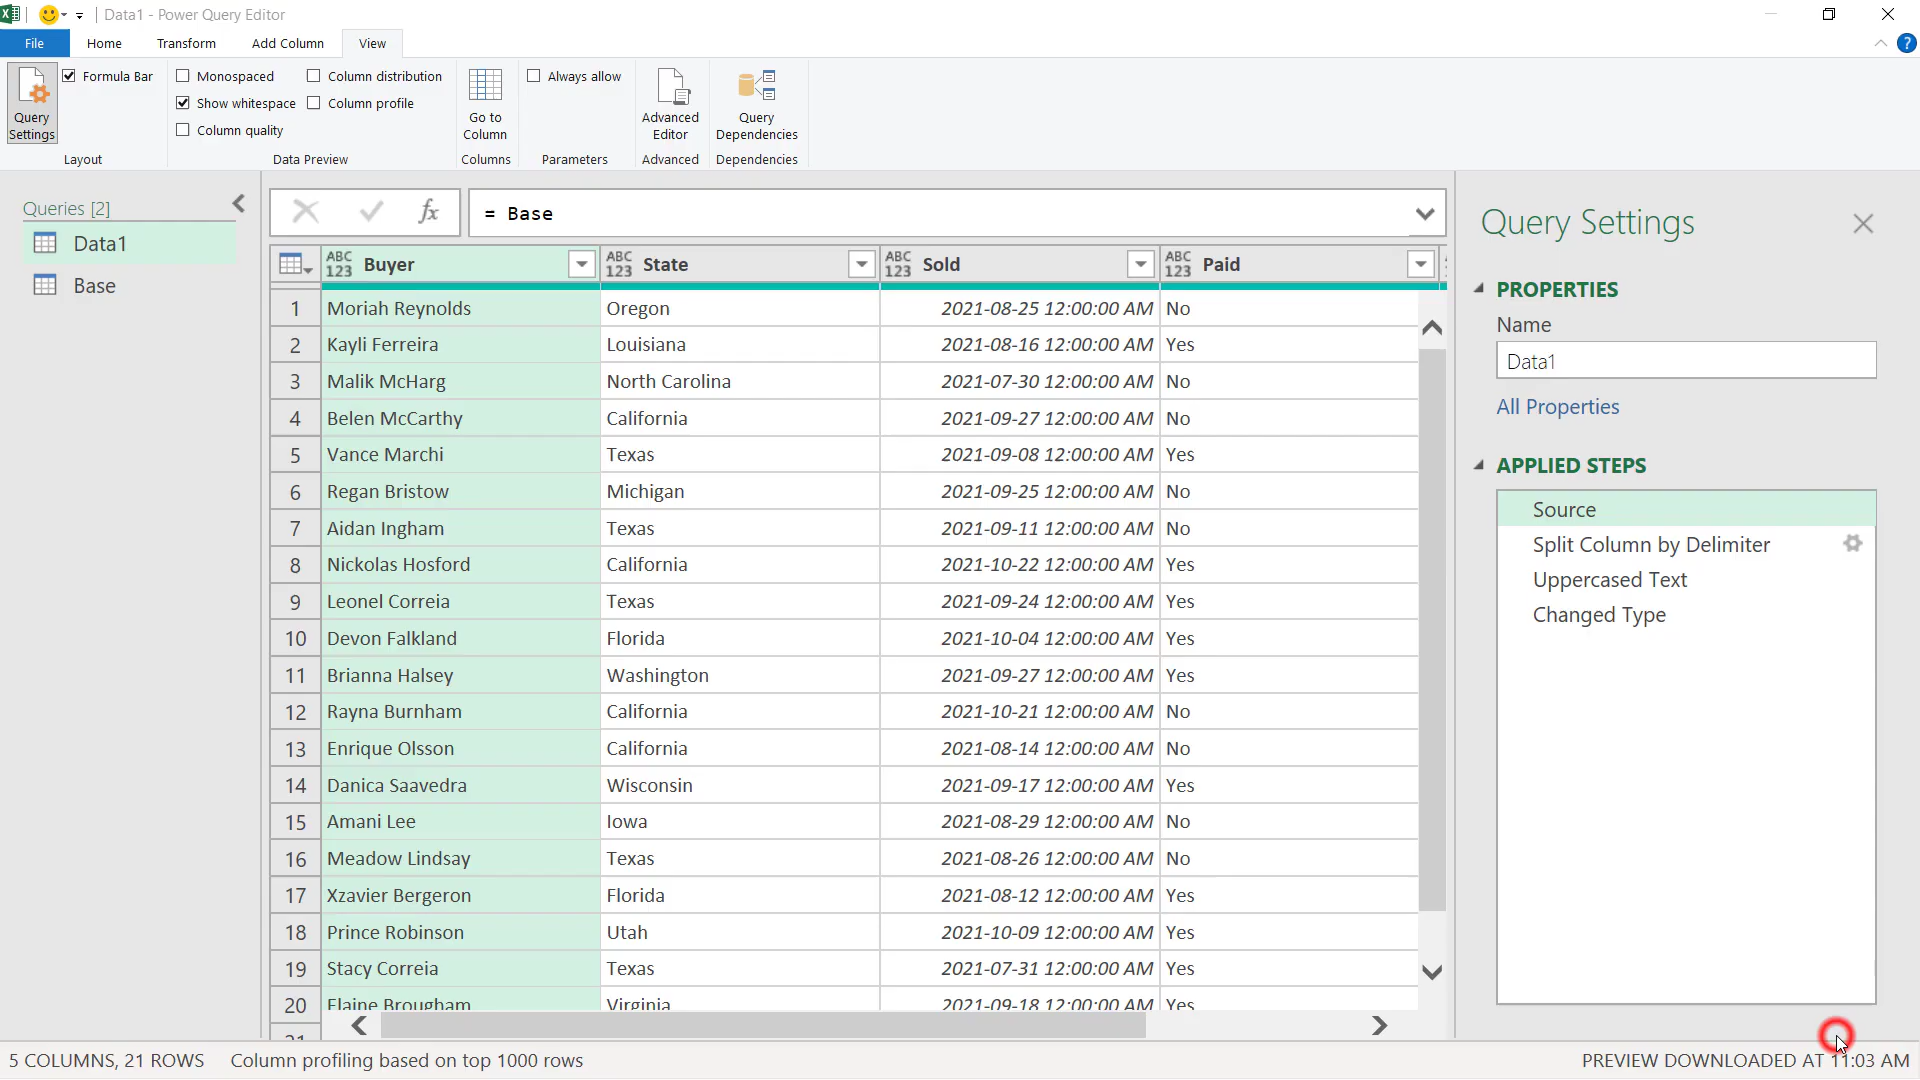 Data1 - Power Query Editor
File Home Transform Add Column View
Query Settings
Formula Bar
Layout
Monospaced
Show whitespace
Column quality
Column distribution
Column profile
Data Preview
Go to Column
Columns
Always allow
Parameters
Advanced Editor
Advanced
Query Dependencies
Dependencies
?
Queries [2]
Data1
Base
fx
= Base
ABC 123 Buyer ABC 123 State ABC 123 Sold ABC 123 Paid
1 Moriah Reynolds Oregon 2021-08-25 12:00:00 AM No
2 Kayli Ferreira Louisiana 2021-08-16 12:00:00 AM Yes
3 Malik McHarg North Carolina 2021-07-30 12:00:00 AM No
4 Belen McCarthy California 2021-09-27 12:00:00 AM No
5 Vance Marchi Texas 2021-09-08 12:00:00 AM Yes
6 Regan Bristow Michigan 2021-09-25 12:00:00 AM No
7 Aidan Ingham Texas 2021-09-11 12:00:00 AM No
8 Nickolas Hosford California 2021-10-22 12:00:00 AM Yes
9 Leonel Correia Texas 2021-09-24 12:00:00 AM Yes
10 Devon Falkland Florida 2021-10-04 12:00:00 AM Yes
11 Brianna Halsey Washington 2021-09-27 12:00:00 AM Yes
12 Rayna Burnham California 2021-10-21 12:00:00 AM No
13 Enrique Olsson California 2021-08-14 12:00:00 AM No
14 Danica Saavedra Wisconsin 2021-09-17 12:00:00 AM Yes
15 Amani Lee Iowa 2021-08-29 12:00:00 AM No
16 Meadow Lindsay Texas 2021-08-26 12:00:00 AM No
17 Xzavier Bergeron Florida 2021-08-12 12:00:00 AM Yes
18 Prince Robinson Utah 2021-10-09 12:00:00 AM Yes
19 Stacy Correia Texas 2021-07-31 12:00:00 AM Yes
20 Elaine Brougham Virginia 2021-09-18 12:00:00 AM Yes
21
Query Settings
PROPERTIES
Name
Data1
All Properties
APPLIED STEPS
Source
Split Column by Delimiter
Uppercased Text
Changed Type
5 COLUMNS, 21 ROWS Column profiling based on top 1000 rows
PREVIEW DOWNLOADED AT 11:03 AM